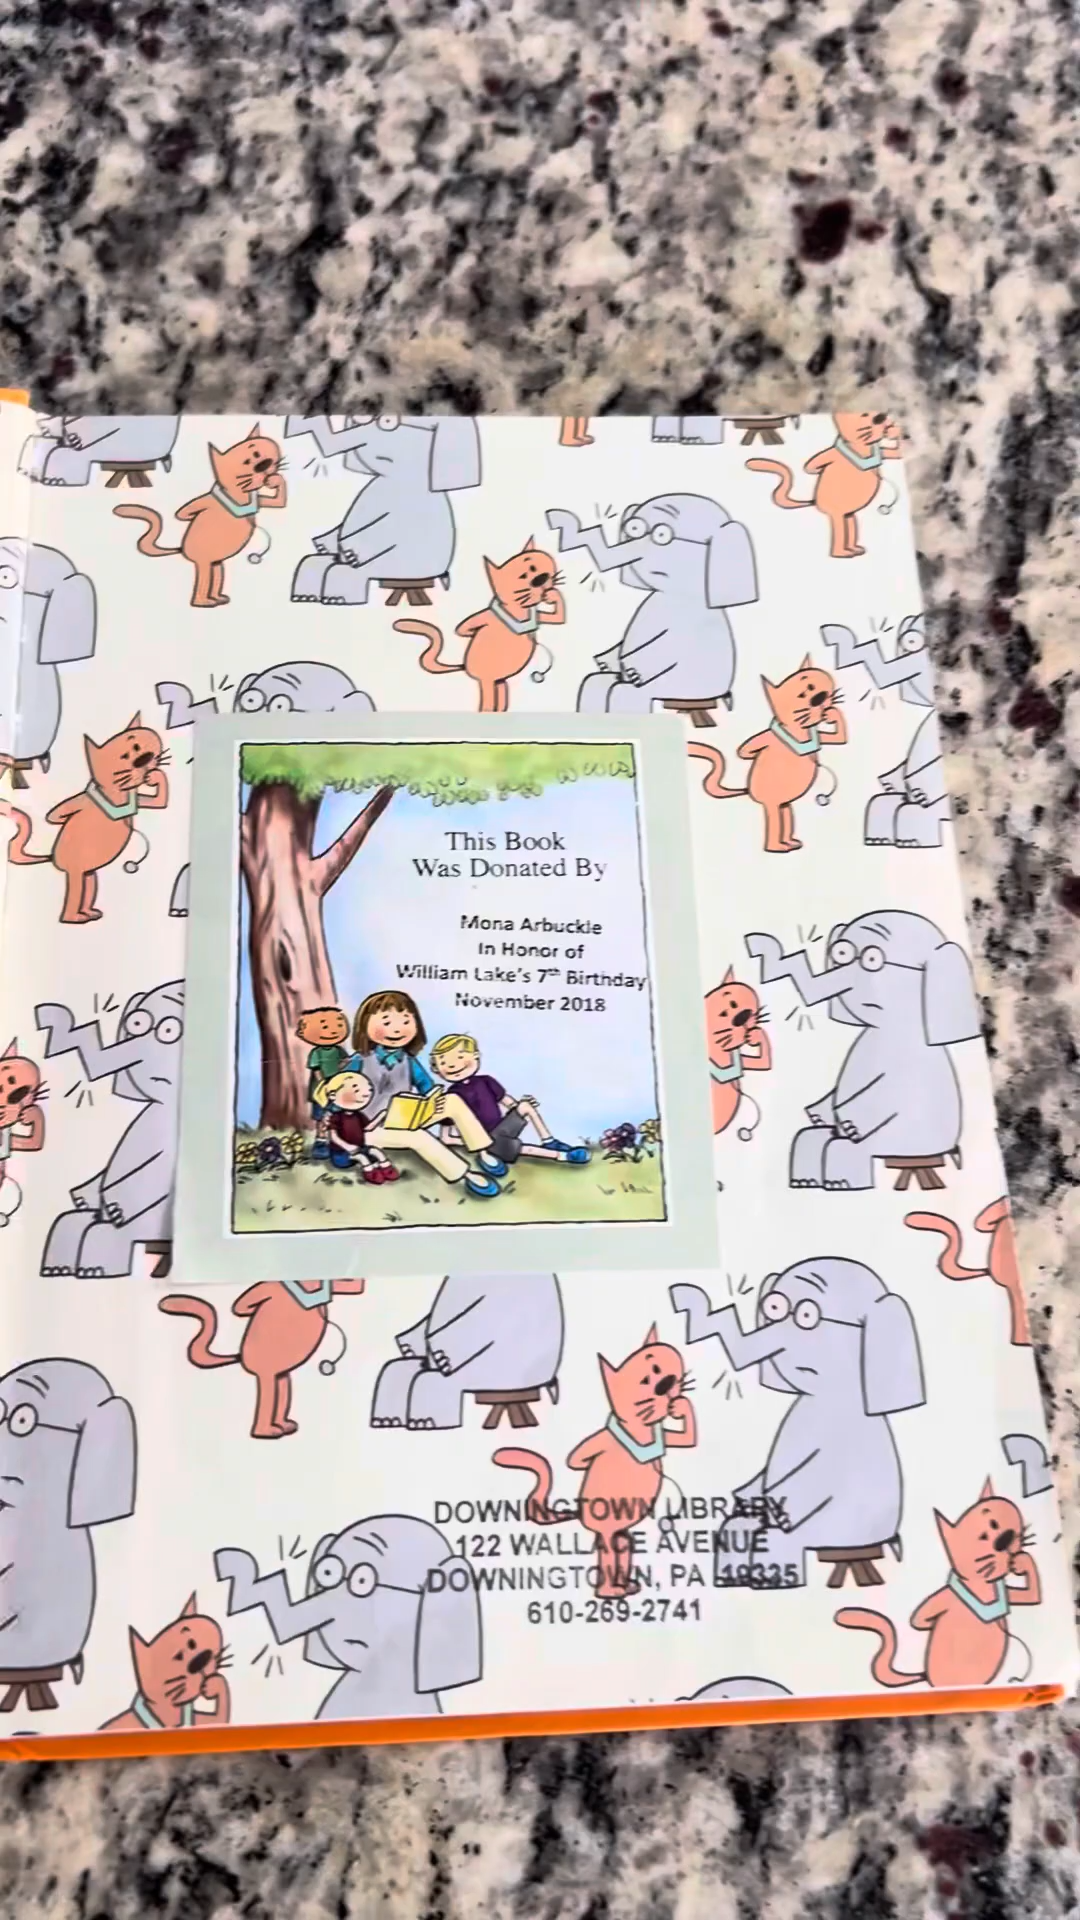 This Book
Was Donated By
Mona Arbuckle
In Honor of
William Lake's 7th Birthday
November 2018
DOWNINGTOWN LIBRARY
122 WALLACE AVENUE
DOWNINGTOWN, PA 19335
610-269-2741